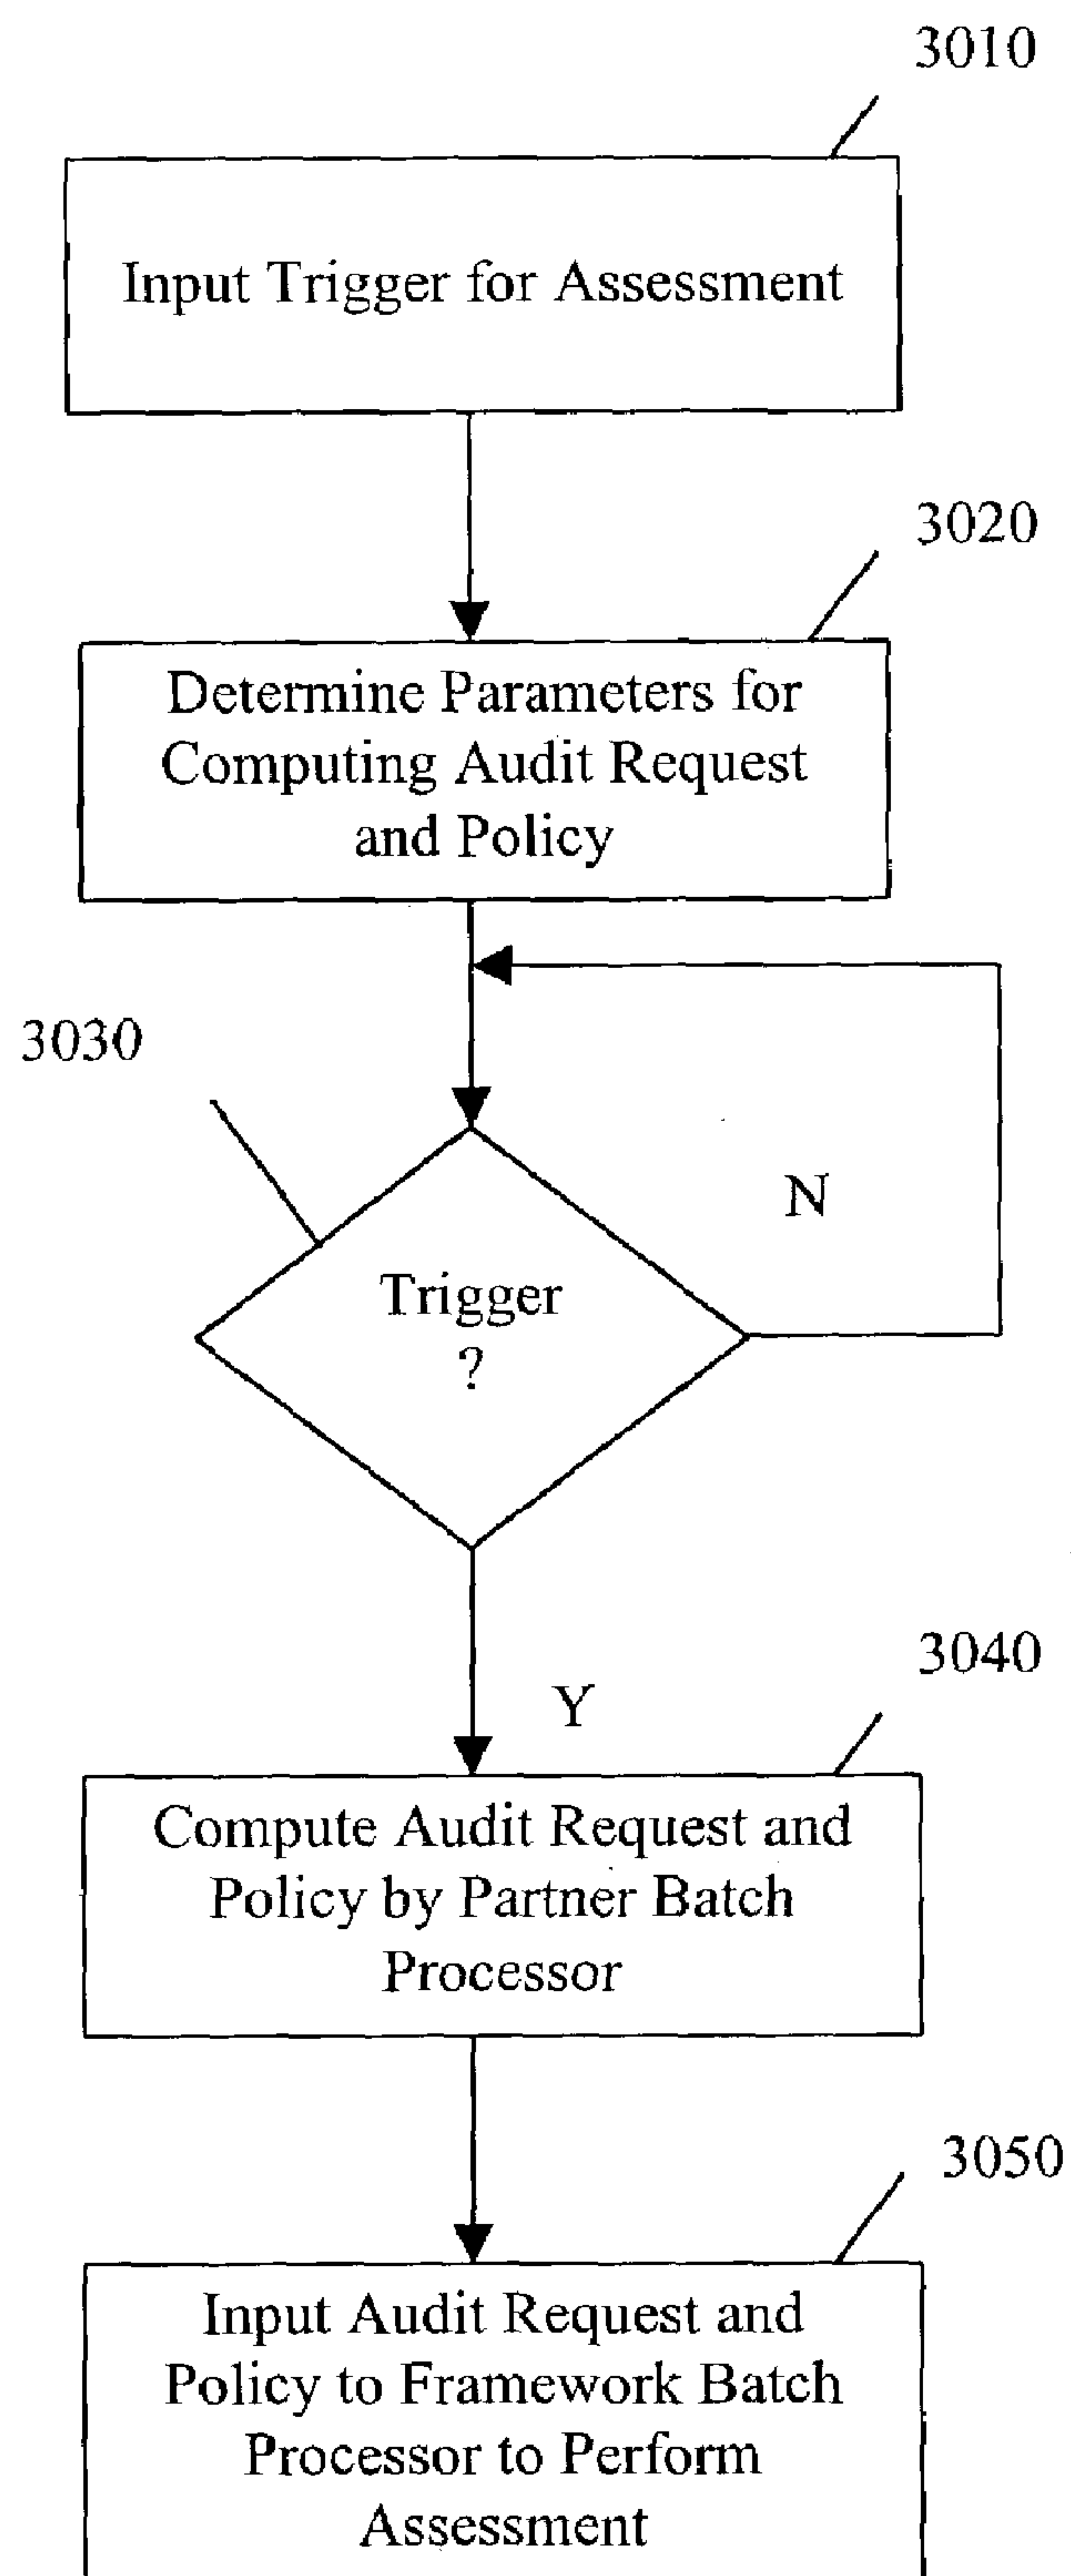 3010
Input Trigger for Assessment
3020
Determine Parameters for
Computing Audit Request
and Policy
3030
N
Trigger
?
Y
3040
Compute Audit Request and
Policy by Partner Batch
Processor
3050
Input Audit Request and
Policy to Framework Batch
Processor to Perform
Assessment